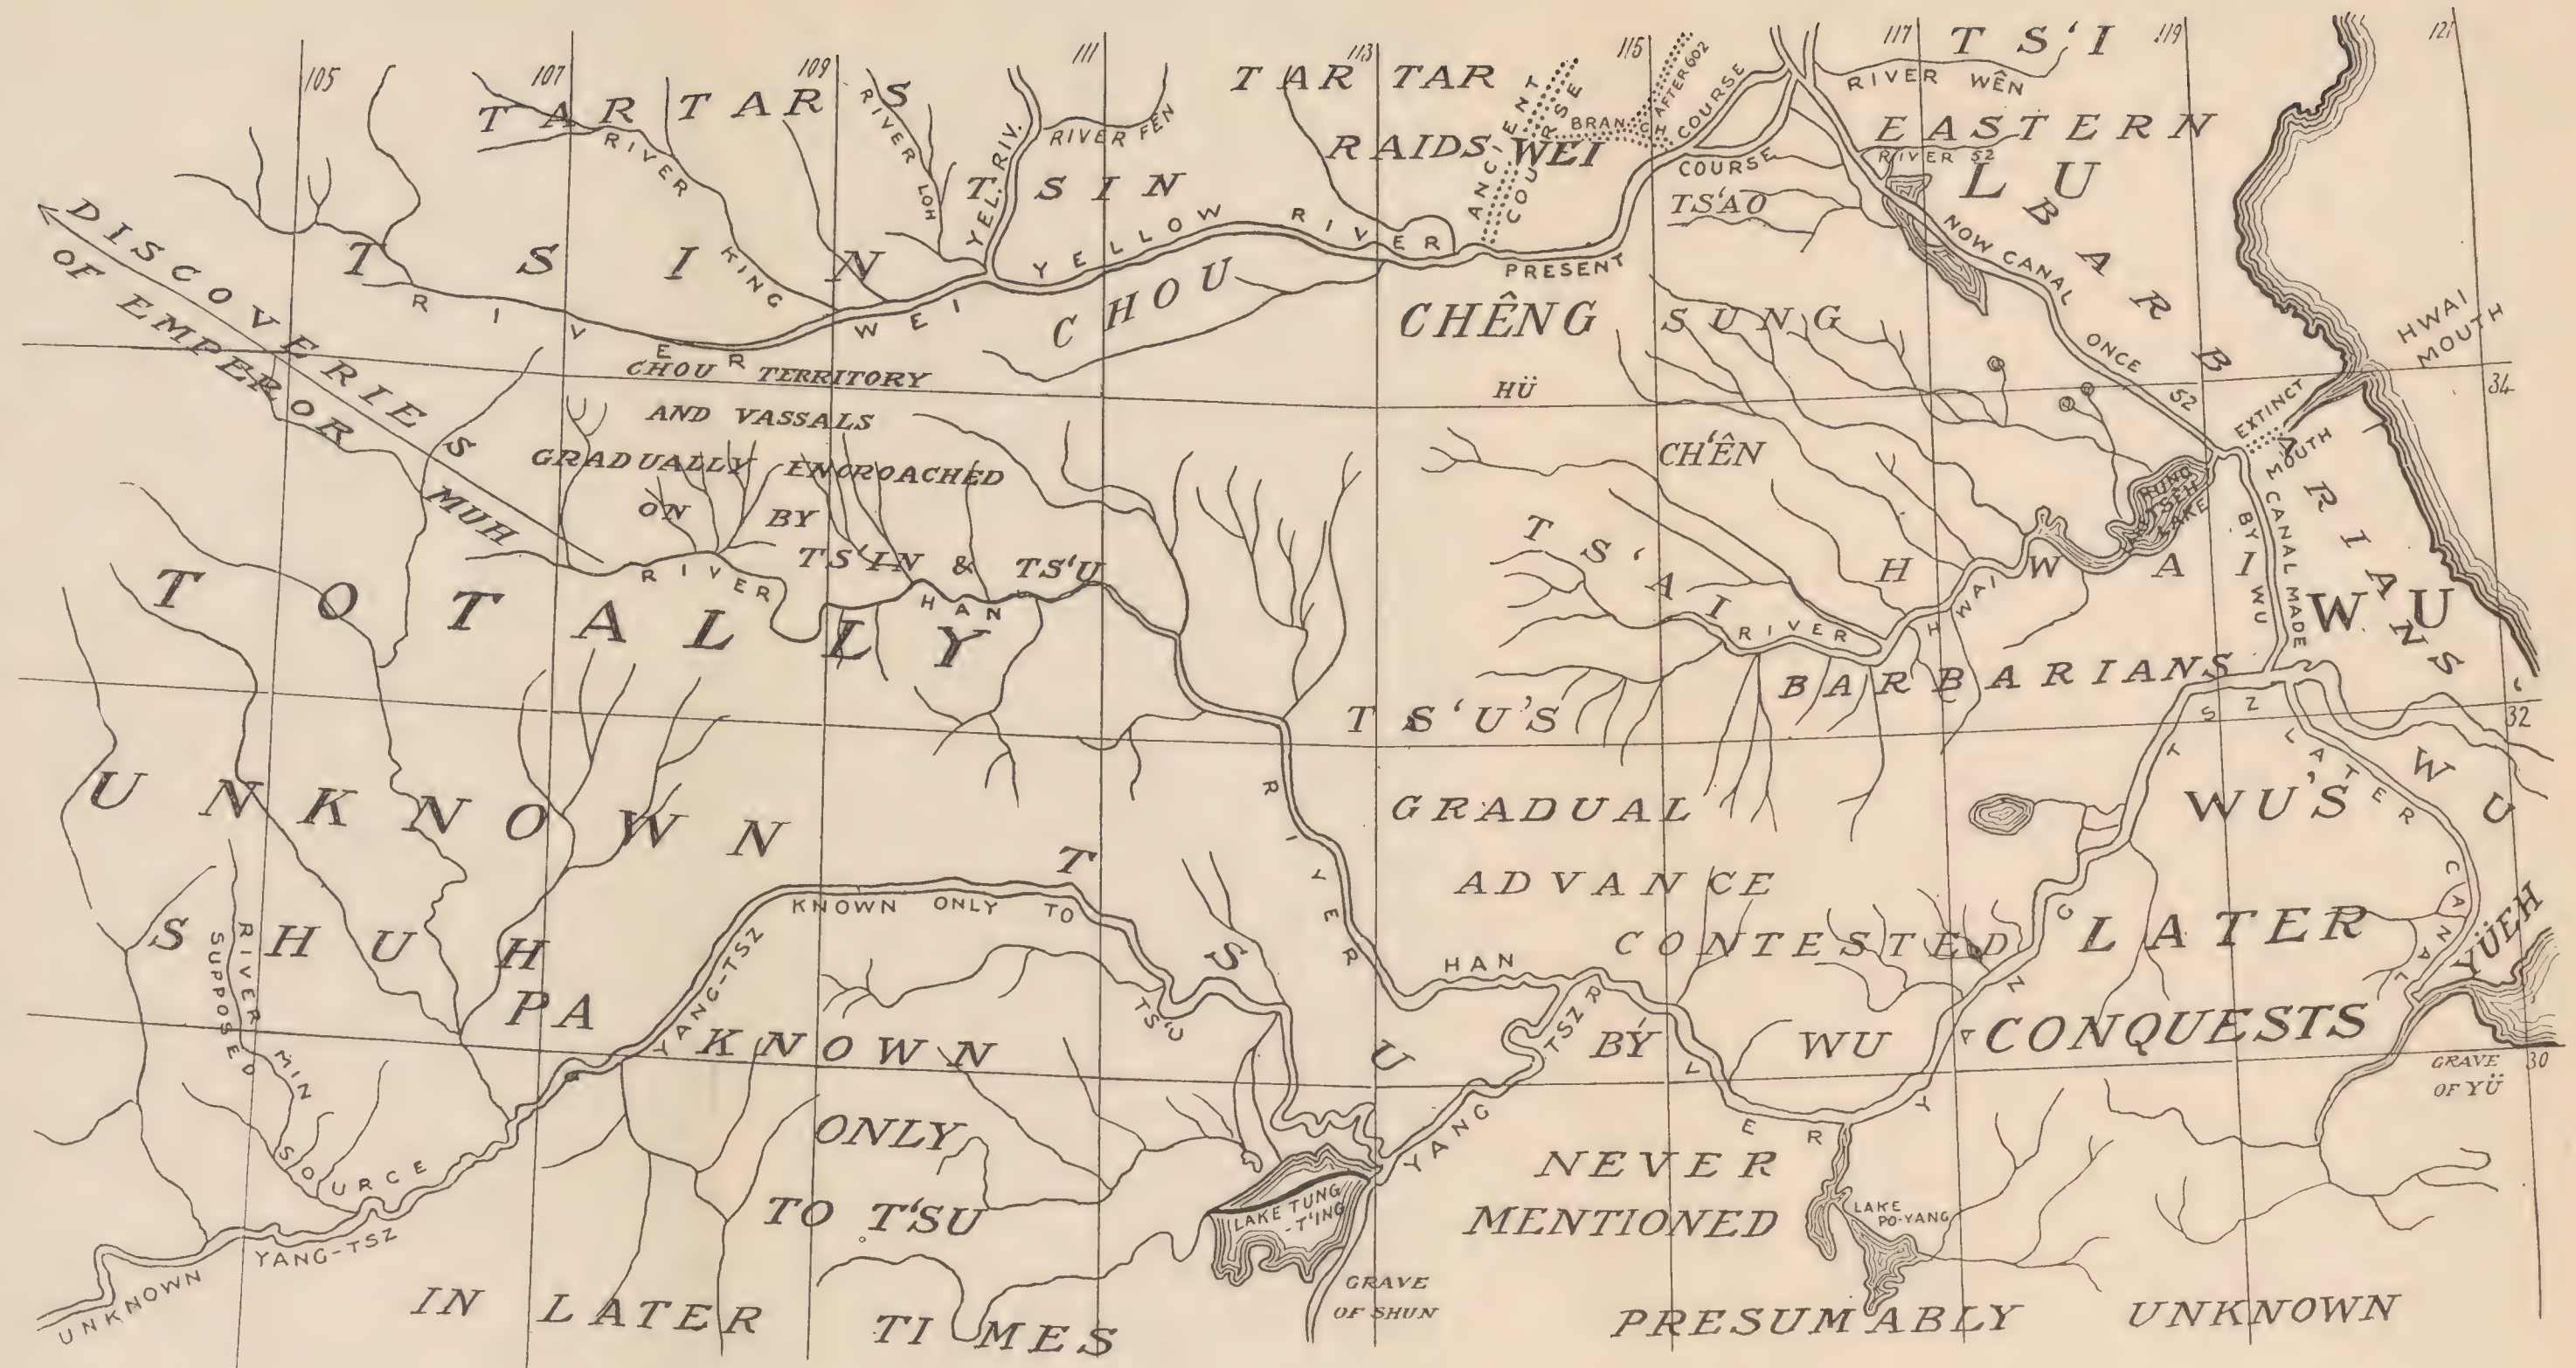 105
107
109
111
113
115
117
119
121
34
32
30
TS‘I
RIVER WÊN
EASTERN
LU
RIVER SZ
TARTARS
TARTAR
RAIDS
WEI
ANCIENT
COURSE
BRANCH
AFTER 602
COURSE
COURSE
PRESENT
TS‘AO
NOW CANAL
ONCE SZ
RIVER KING
RIVER LOH
YEL. RIV.
RIVER FÊN
TSIN
TSIN
RIVER WEI
YELLOW RIVER
CHOU
CHÊNG
SUNG
HÜ
CH‘ÊN
BARBARIANS
HWAI
MOUTH
EXTINCT
MOUTH
HUNG
TSEH
LAKE
DISCOVERIES
OF EMPEROR
MUH
CHOU TERRITORY
AND VASSALS
GRADUALLY ENCROACHED
ON BY
TS‘IN & TS‘U
RIVER HAN
TS‘AI
RIVER HWAI
HWAI
BARBARIANS
CANAL MADE
BY WU
WU
TOTALLY
UNKNOWN
TS‘U'S
GRADUAL
ADVANCE
CONTESTED
BY WU
RIVER HAN
WU'S
LATER
CONQUESTS
WU
LATER CANAL
YÜEH
GRAVE
OF YÜ
SHUH
PA
RIVER MIN
SUPPOSED
SOURCE
YANG-TSZ
UNKNOWN
YANG-TSZ
KNOWN ONLY TO
TS‘U
TSU
KNOWN
ONLY
TO T‘SU
IN LATER TIMES
LAKE TUNG
-T‘ING
GRAVE
OF SHUN
YANG TSZ
RIVER
YANG TSZ
NEVER
MENTIONED
LAKE
PO-YANG
PRESUMABLY UNKNOWN